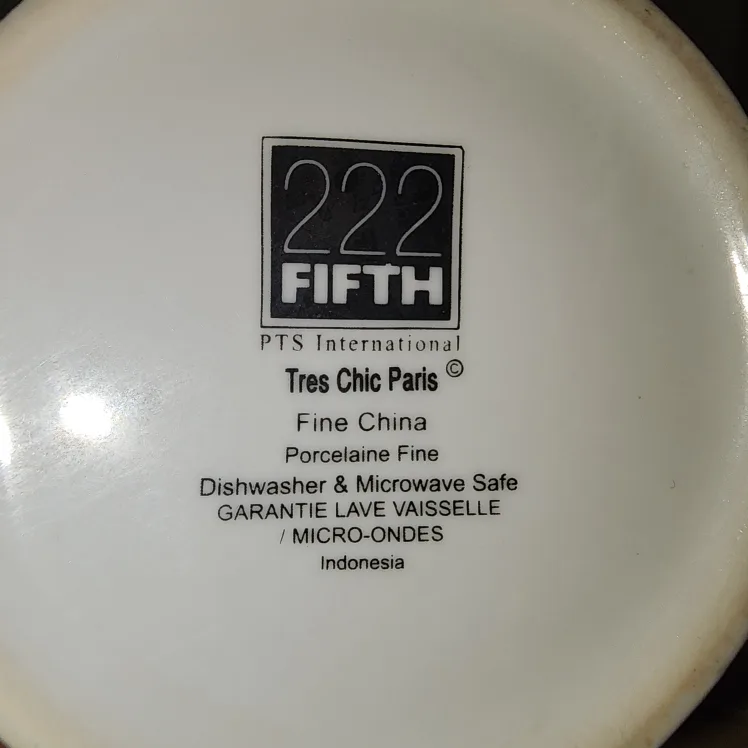 222
FIFTH
PTS International
Tres Chic Paris ©
Fine China
Porcelaine Fine
Dishwasher & Microwave Safe
GARANTIE LAVE VAISSELLE
/ MICRO-ONDES
Indonesia